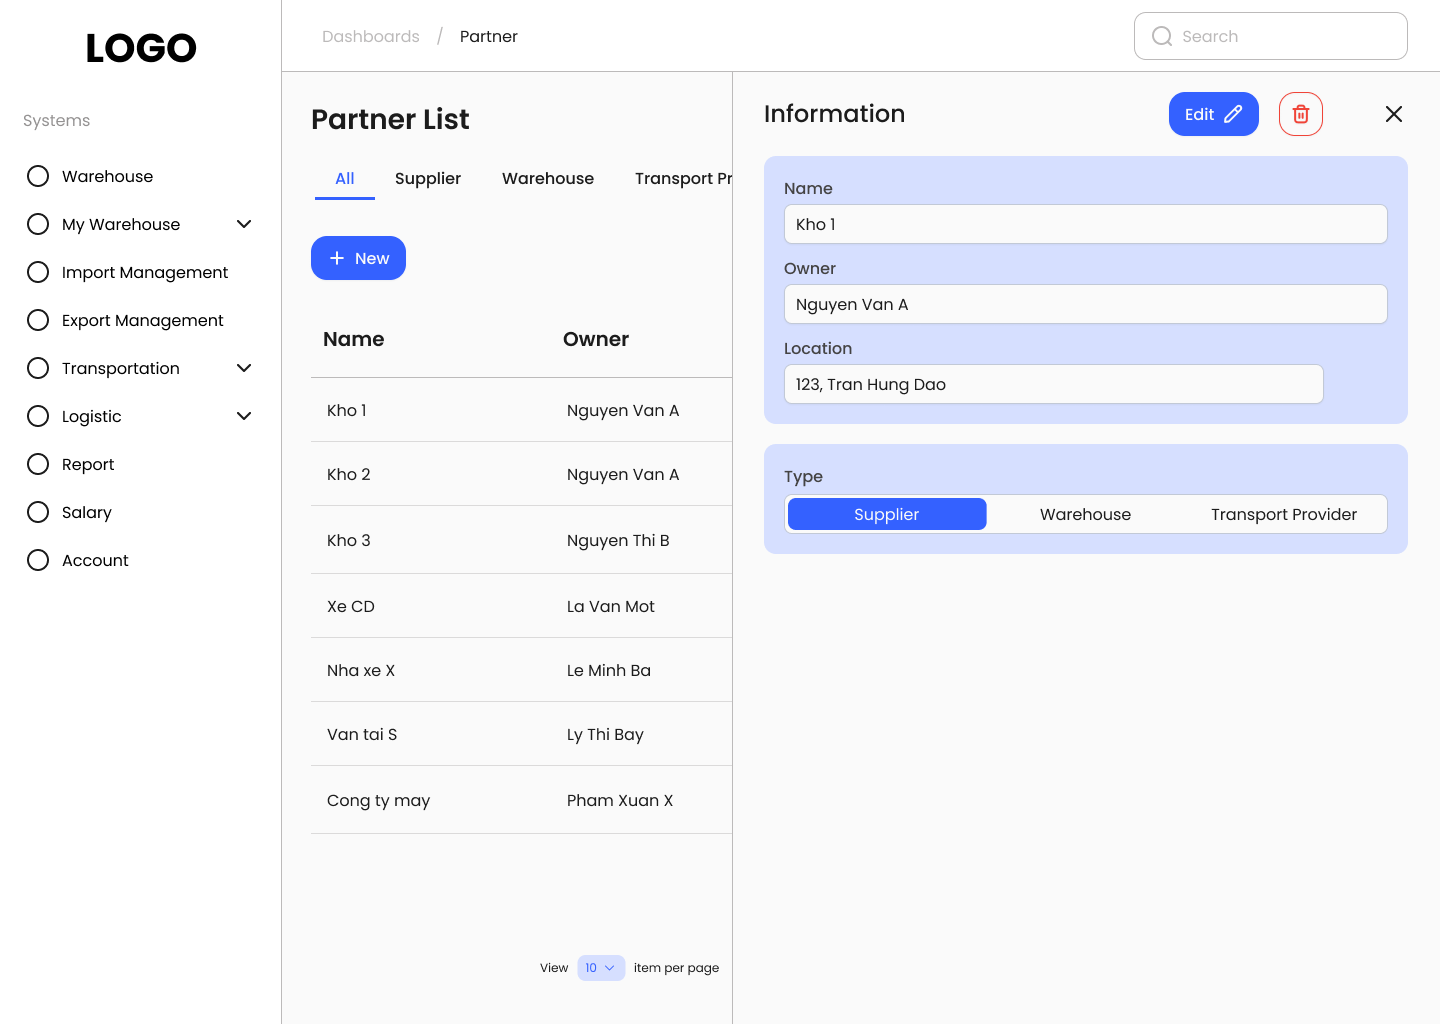 LOGO
Systems
Warehouse
My Warehouse
Import Management
Export Management
Transportation
Logistic
Report
Salary
Account
Dashboards / Partner
Search
Partner List
All Supplier Warehouse Transport Pr
+ New
Name Owner
Kho 1 Nguyen Van A
Kho 2 Nguyen Van A
Kho 3 Nguyen Thi B
Xe CD La Van Mot
Nha xe X Le Minh Ba
Van tai S Ly Thi Bay
Cong ty may Pham Xuan X
View 10 item per page
Information
Edit
Name
Kho 1
Owner
Nguyen Van A
Location
123, Tran Hung Dao
Type
Supplier Warehouse Transport Provider